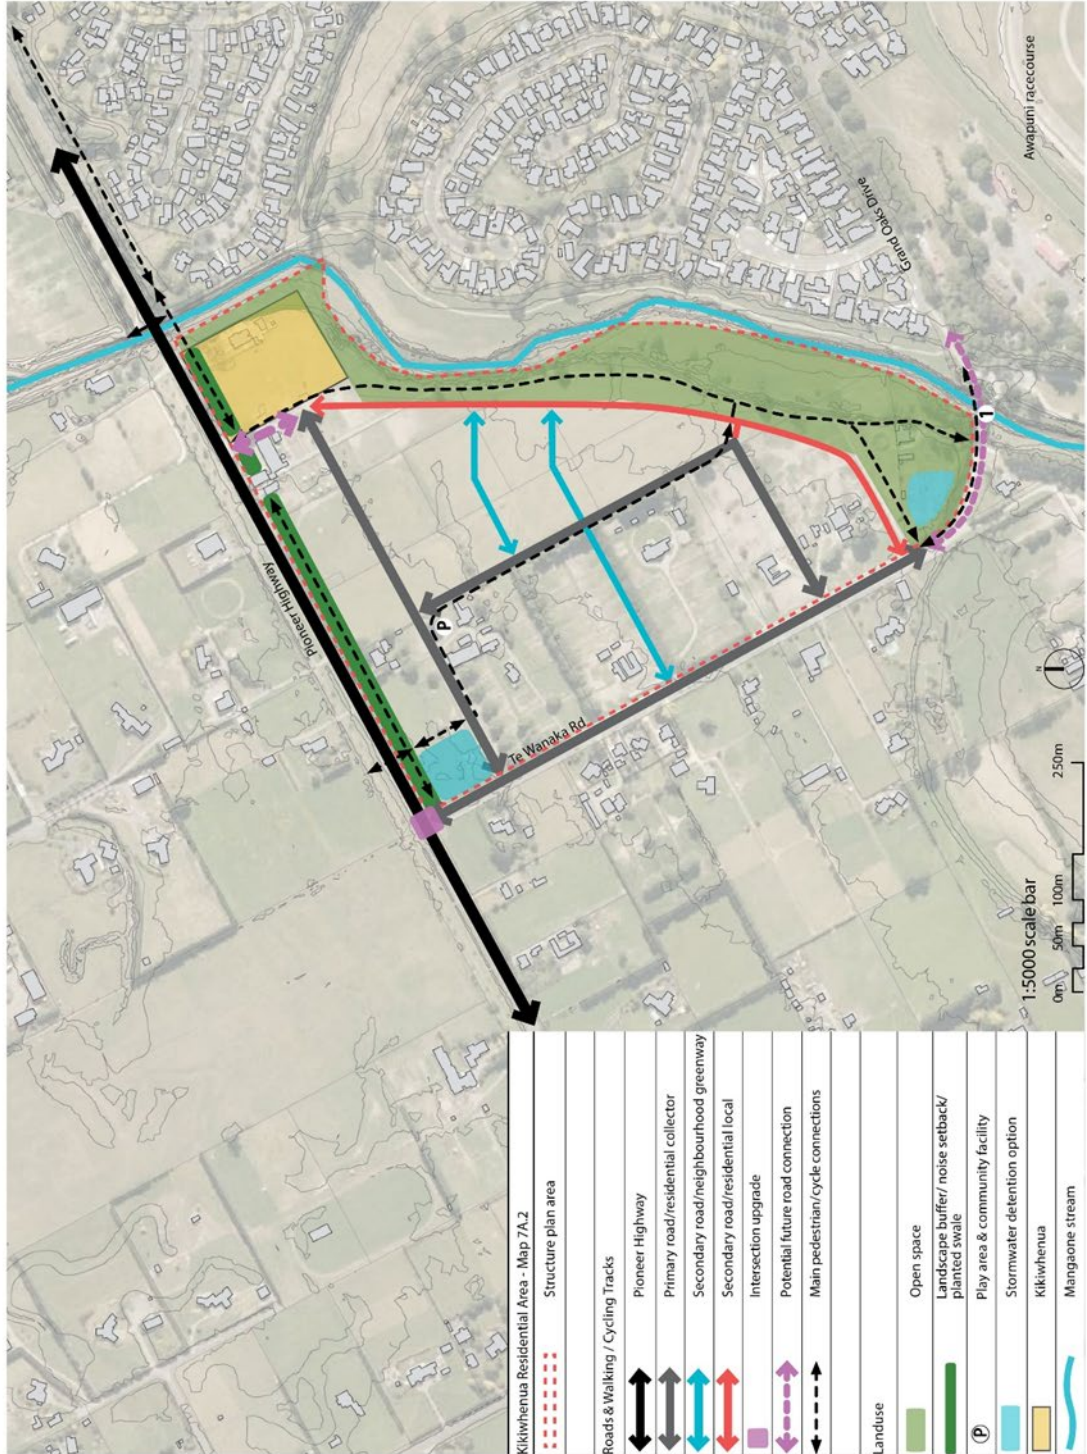 Kikiwhenua Residential Area - Map 7A.2
Structure plan area
Roads & Walking / Cycling Tracks
Pioneer Highway
Primary road/residential collector
Secondary road/neighbourhood greenway
Secondary road/residential local
Intersection upgrade
Potential future road connection
Main pedestrian/cycle connections
Landuse
Open space
Landscape buffer/ noise setback/
planted swale
P
Play area & community facility
Stormwater detention option
Kikiwhenua
Mangaone stream
Pioneer Highway
P
Te Wanaka Rd
Grand Oaks Drive
Awapuni racecourse
1
N
1:5000 scale bar
0m 50m 100m 250m